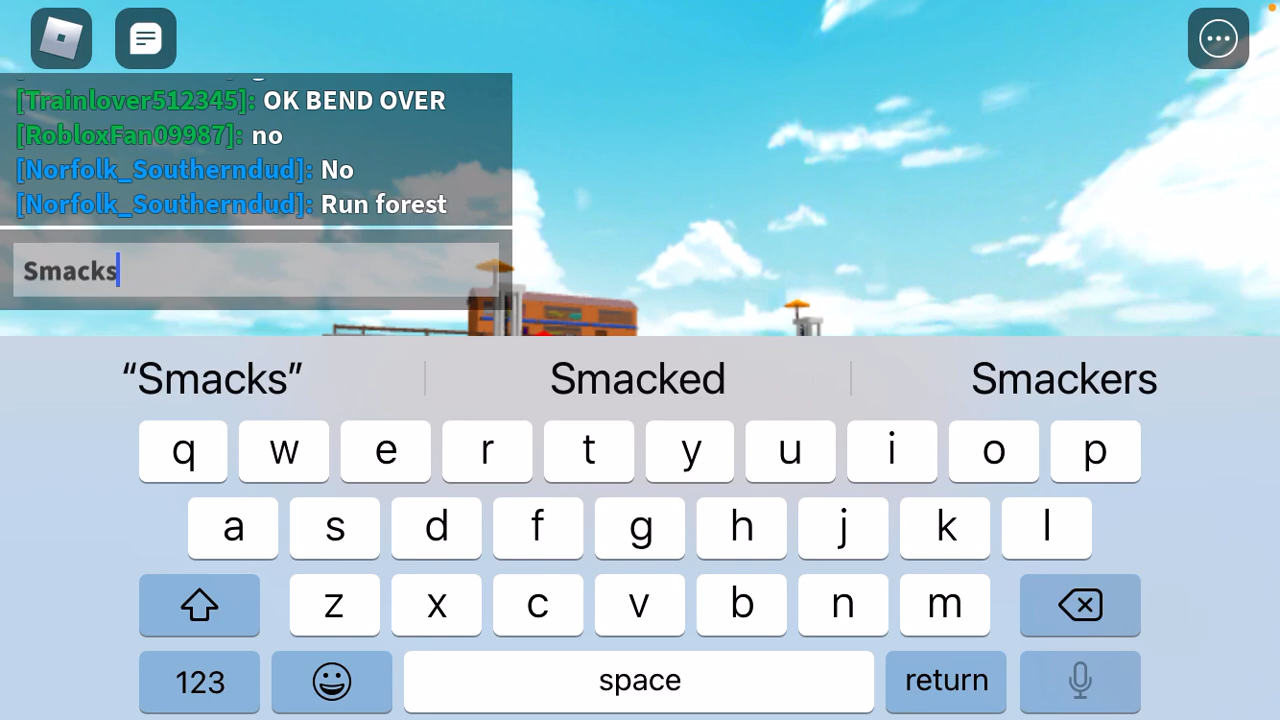 [Trainlover512345]: OK BEND OVER
[RobloxFan09987]: no
[Norfolk_Southerndud]: No
[Norfolk_Southerndud]: Run forest
Smacks
“Smacks” Smacked Smackers
q w e r t y u i o p
a s d f g h j k l
z x c v b n m
123 space return